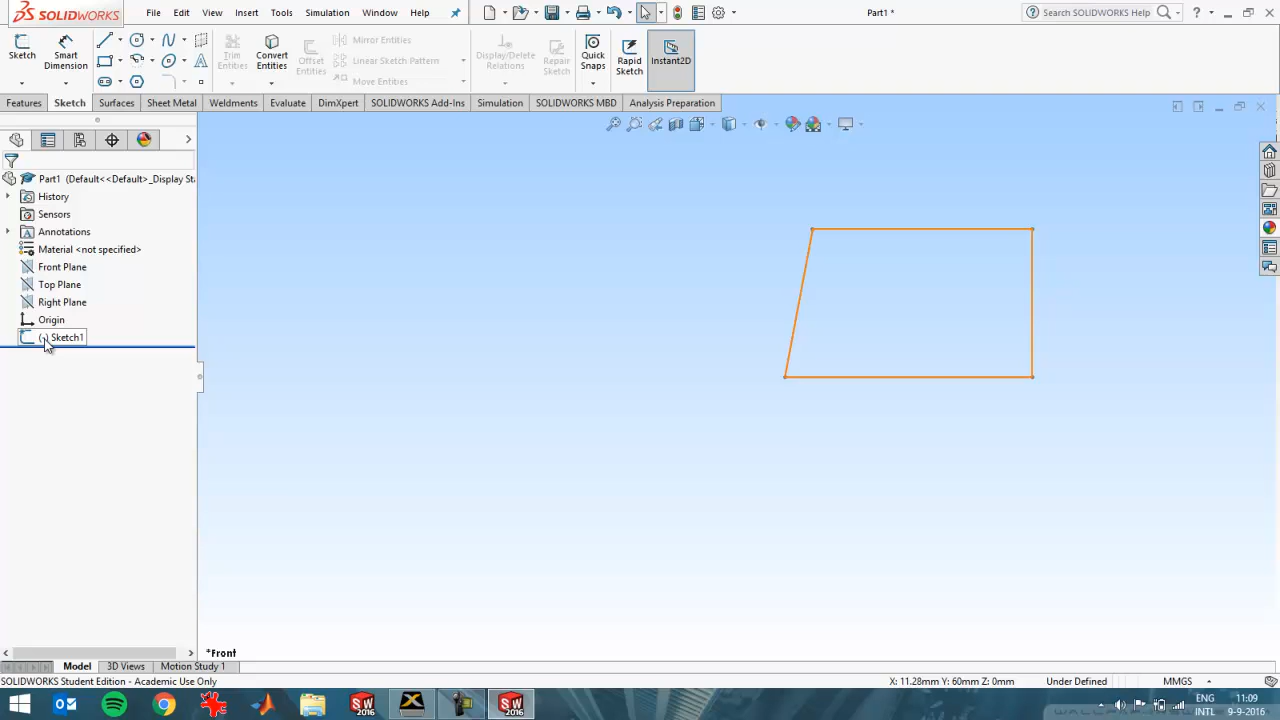 SOLIDWORKS File Edit View Insert Tools Simulation Window Help Part1 * Search SOLIDWORKS Help ?
Sketch Smart Dimension Trim Entities Convert Entities Offset Entities Mirror Entities Linear Sketch Pattern Move Entities Display/Delete Relations Repair Sketch Quick Snaps Rapid Sketch Instant2D
Features Sketch Surfaces Sheet Metal Weldments Evaluate DimXpert SOLIDWORKS Add-Ins Simulation SOLIDWORKS MBD Analysis Preparation
Part1 (Default<<Default>_Display St
History
Sensors
Annotations
Material <not specified>
Front Plane
Top Plane
Right Plane
Origin
(-) Sketch1
*Front
Model 3D Views Motion Study 1
SOLIDWORKS Student Edition - Academic Use Only X: 11.28mm Y: 60mm Z: 0mm Under Defined MMGS
ENG 11:09
INTL 9-9-2016